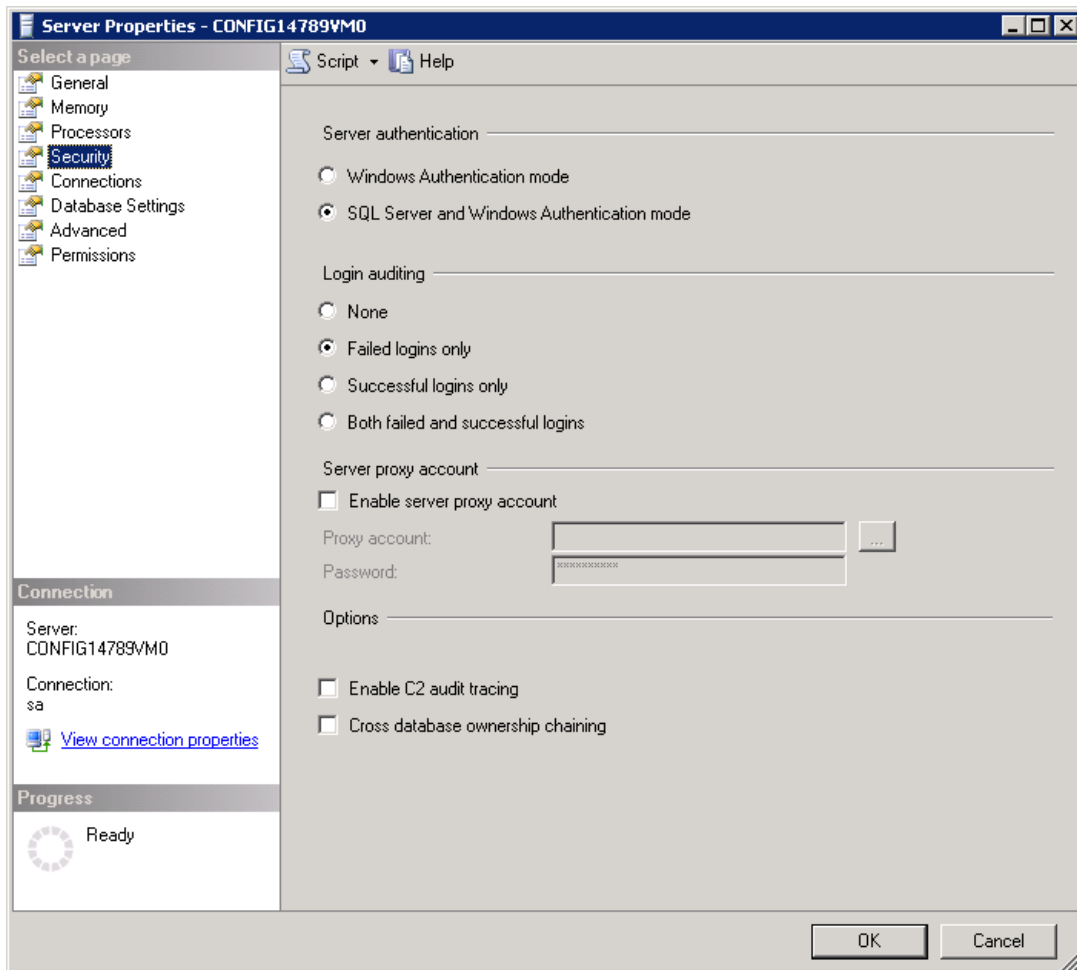 Server Properties - CONFIG14789VM0
Select a page
General
Memory
Processors
Security
Connections
Database Settings
Advanced
Permissions
Connection
Server:
CONFIG14789VM0
Connection:
sa
View connection properties
Progress
Ready
Script
Help
Server authentication
Windows Authentication mode
SQL Server and Windows Authentication mode
Login auditing
None
Failed logins only
Successful logins only
Both failed and successful logins
Server proxy account
Enable server proxy account
Proxy account:
...
Password:
**********
Options
Enable C2 audit tracing
Cross database ownership chaining
OK
Cancel